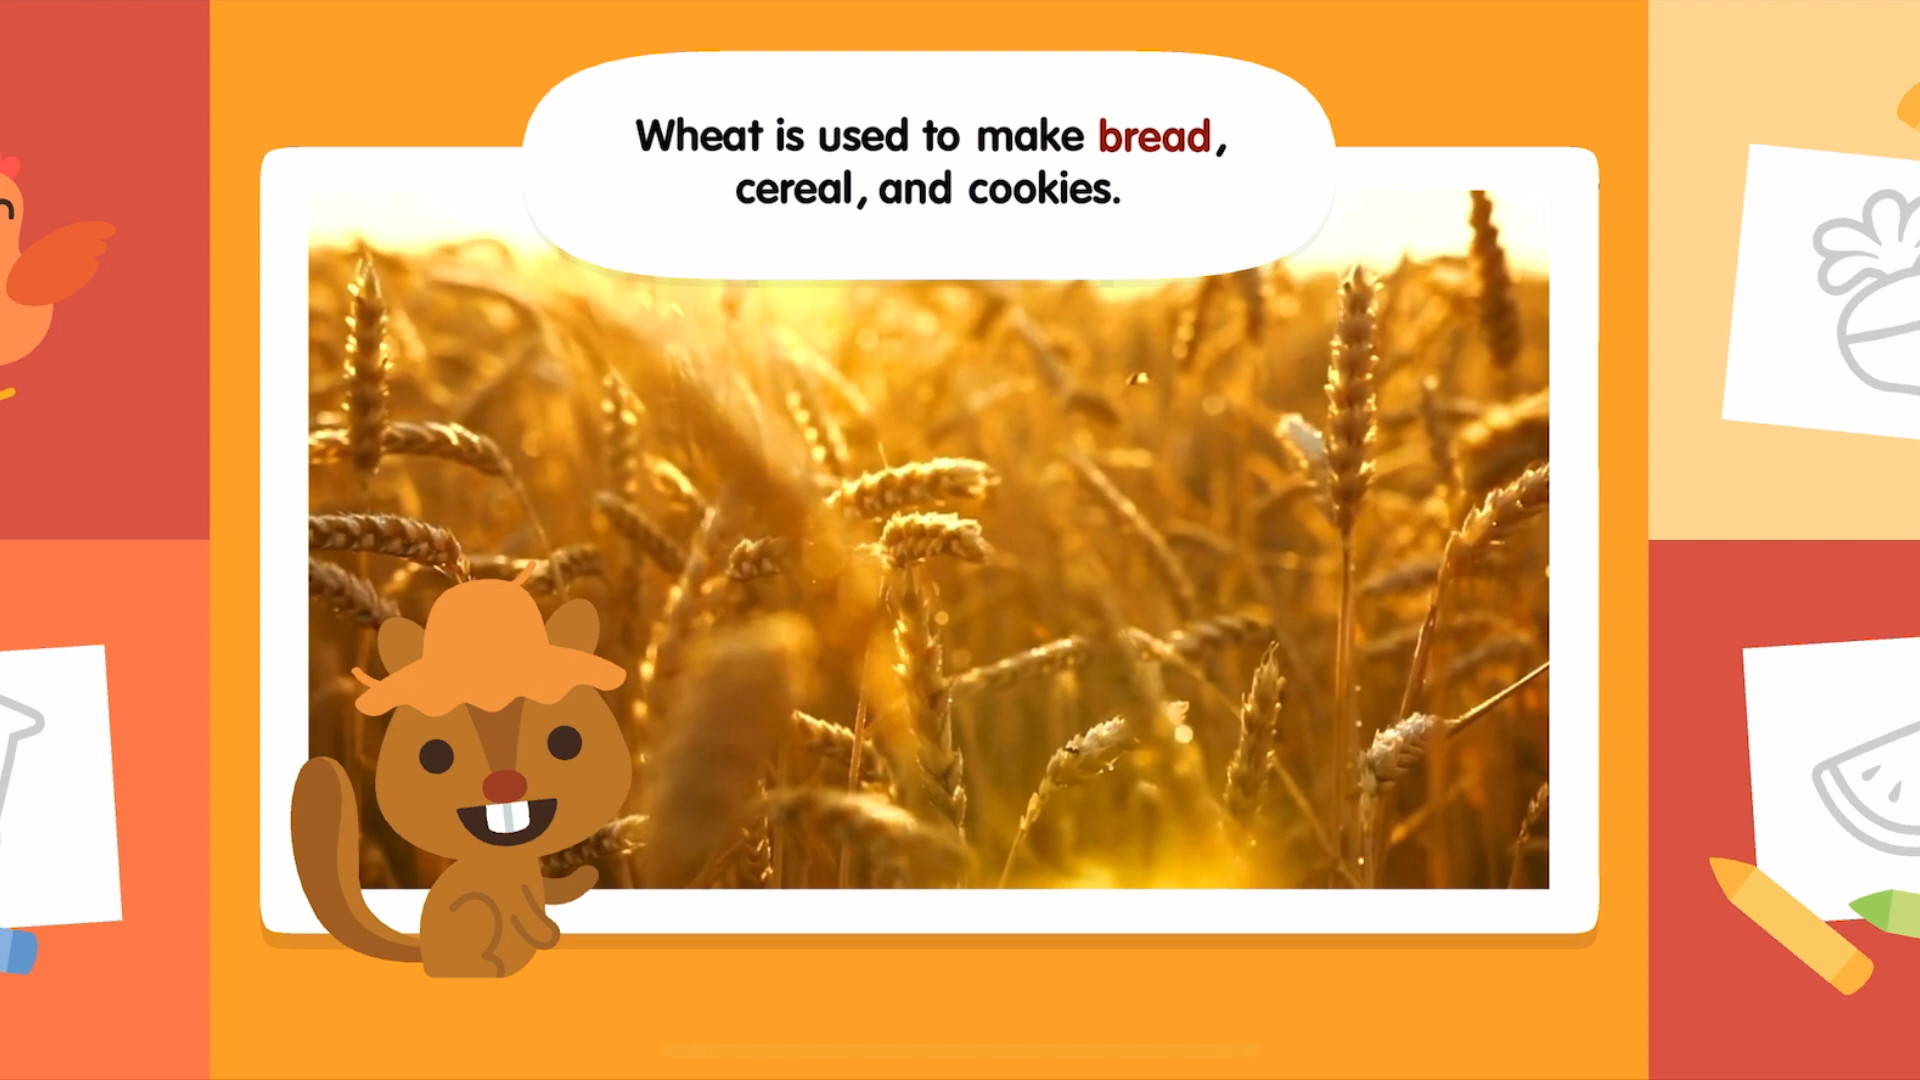 Wheat is used to make bread,
cereal, and cookies.